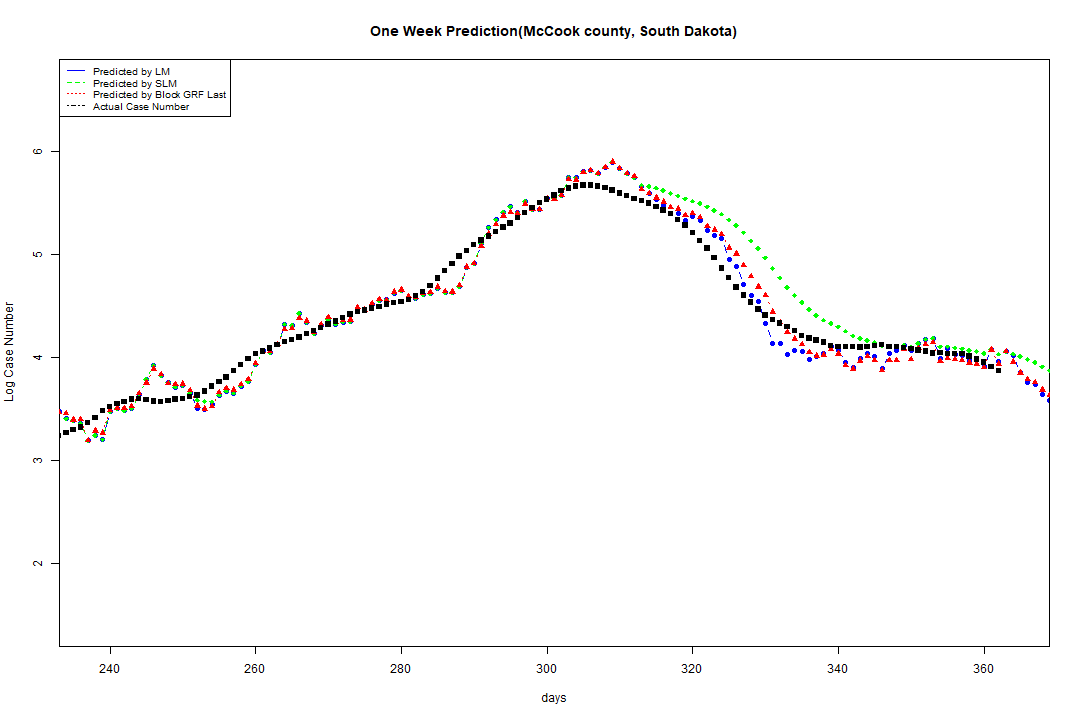 One Week Prediction(McCook county, South Dakota)
Predicted by LM
Predicted by SLM
Predicted by Block GRF Last
Actual Case Number
6
5
4
3
2
Log Case Number
240 260 280 300 320 340 360
days